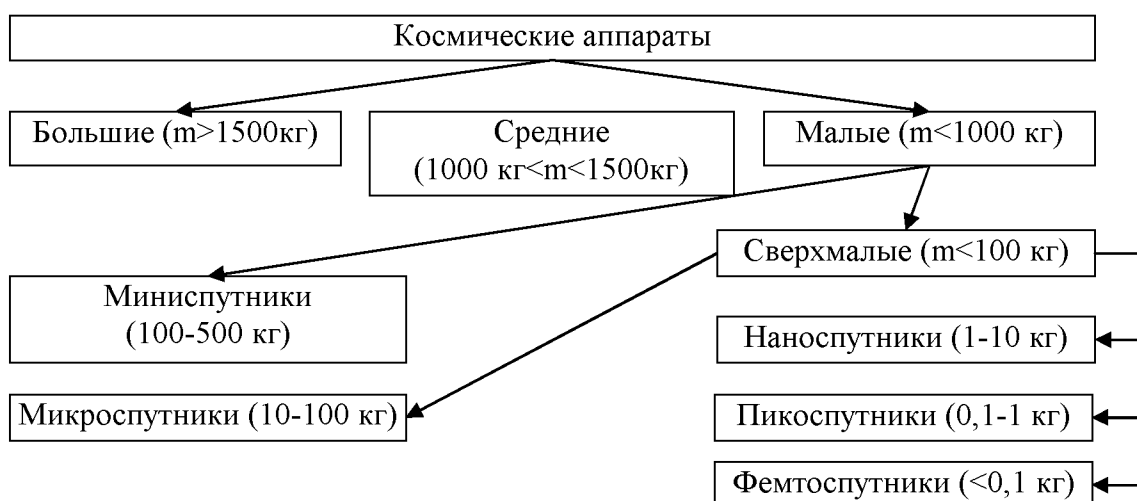 Космические аппараты
Большие (m>1500кг)
Средние
(1000 кг<m<1500кг)
Малые (m<1000 кг)
Сверхмалые (m<100 кг)
Миниспутники
(100-500 кг)
Наноспутники (1-10 кг)
Микроспутники (10-100 кг)
Пикоспутники (0,1-1 кг)
Фемтоспутники (<0,1 кг)